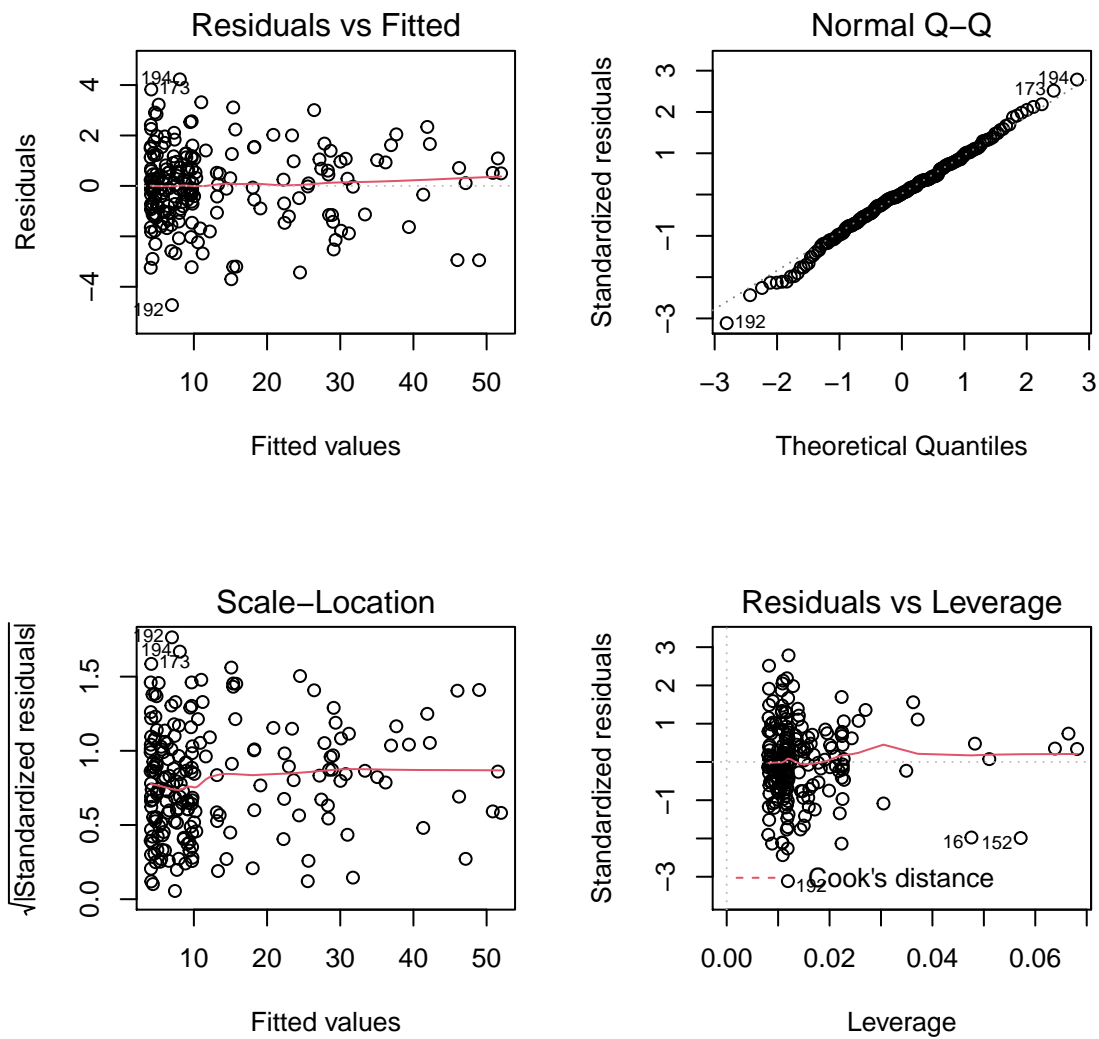 Residuals vs Fitted
Residuals
−4 0 2 4
194
173
192
10 20 30 40 50
Fitted values
Normal Q−Q
Standardized residuals
−3 −1 1 2 3
194
173
192
−3 −2 −1 0 1 2 3
Theoretical Quantiles
Scale−Location
√|Standardized residuals|
0.0 0.5 1.0 1.5
192
194
173
10 20 30 40 50
Fitted values
Residuals vs Leverage
Standardized residuals
−3 −1 1 2 3
16
152
192
Cook's distance
0.00 0.02 0.04 0.06
Leverage